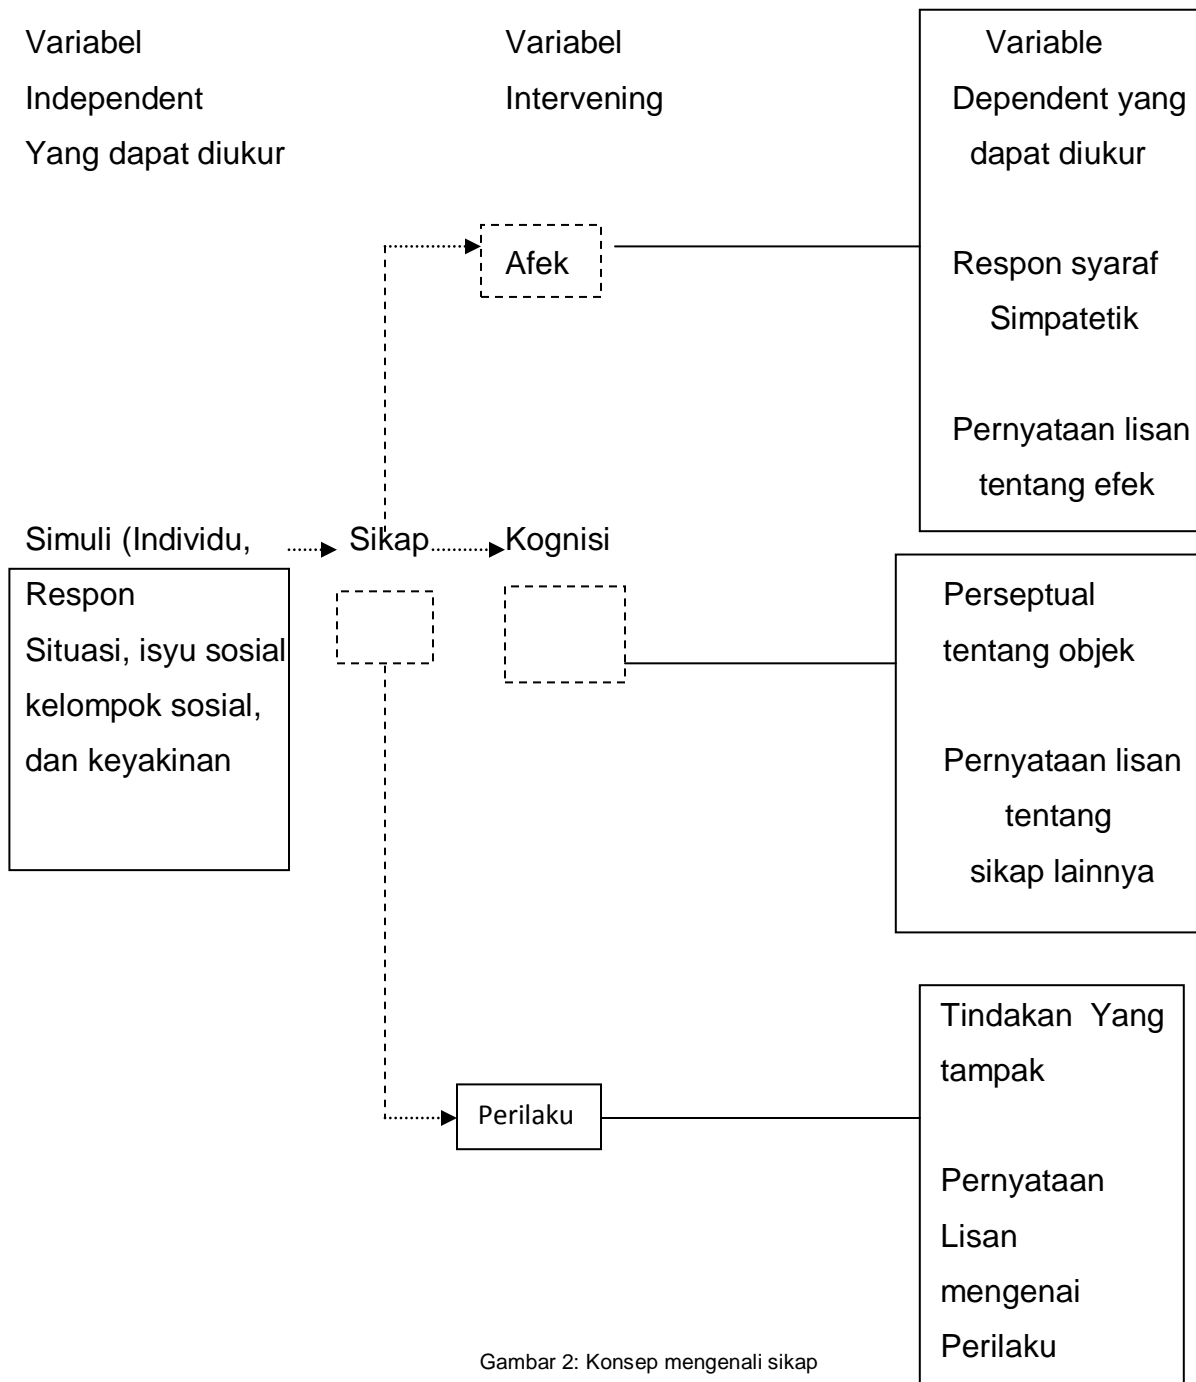 Variabel
Independent
Yang dapat diukur
Variabel
Intervening
Variable
Dependent yang
dapat diukur
Afek
Respon syaraf
Simpatetik
Pernyataan lisan
tentang efek
Simuli (Individu,
Respon
Situasi, isyu sosial
kelompok sosial,
dan keyakinan
Sikap
Kognisi
Perseptual
tentang objek
Pernyataan lisan
tentang
sikap lainnya
Perilaku
Tindakan Yang
tampak
Pernyataan
Lisan
mengenai
Perilaku
Gambar 2: Konsep mengenali sikap